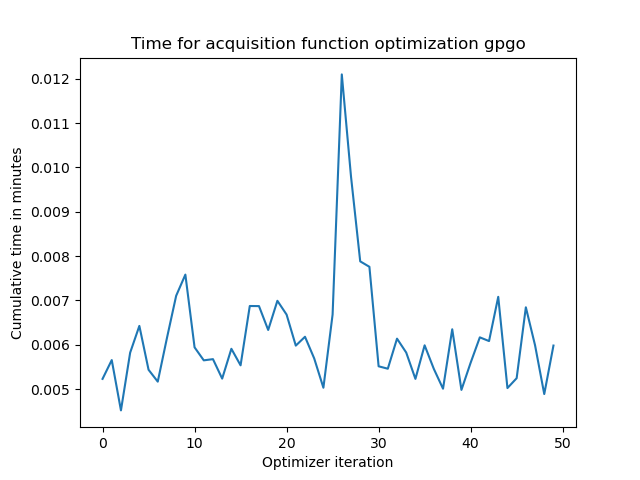 Time for acquisition function optimization gpgo
Cumulative time in minutes
0.012
0.011
0.010
0.009
0.008
0.007
0.006
0.005
0 10 20 30 40 50
Optimizer iteration